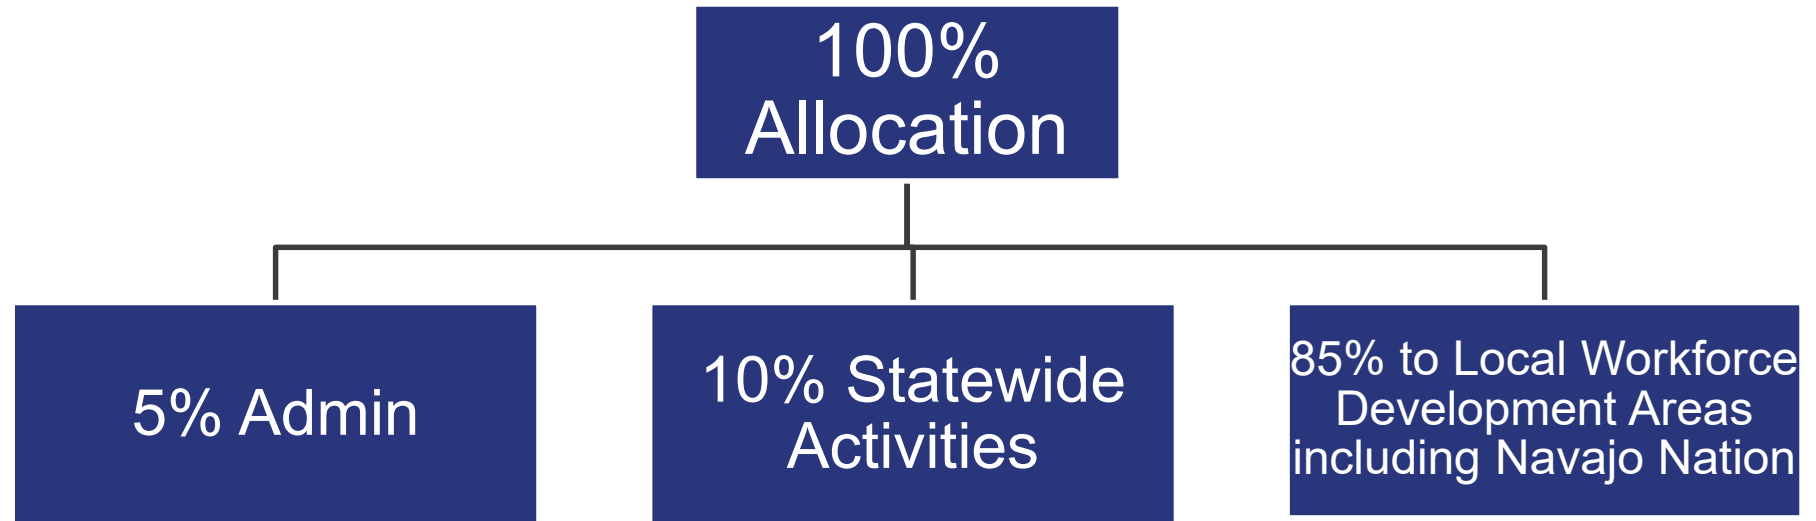 100%
Allocation
5% Admin
10% Statewide
Activities
85% to Local Workforce
Development Areas
including Navajo Nation